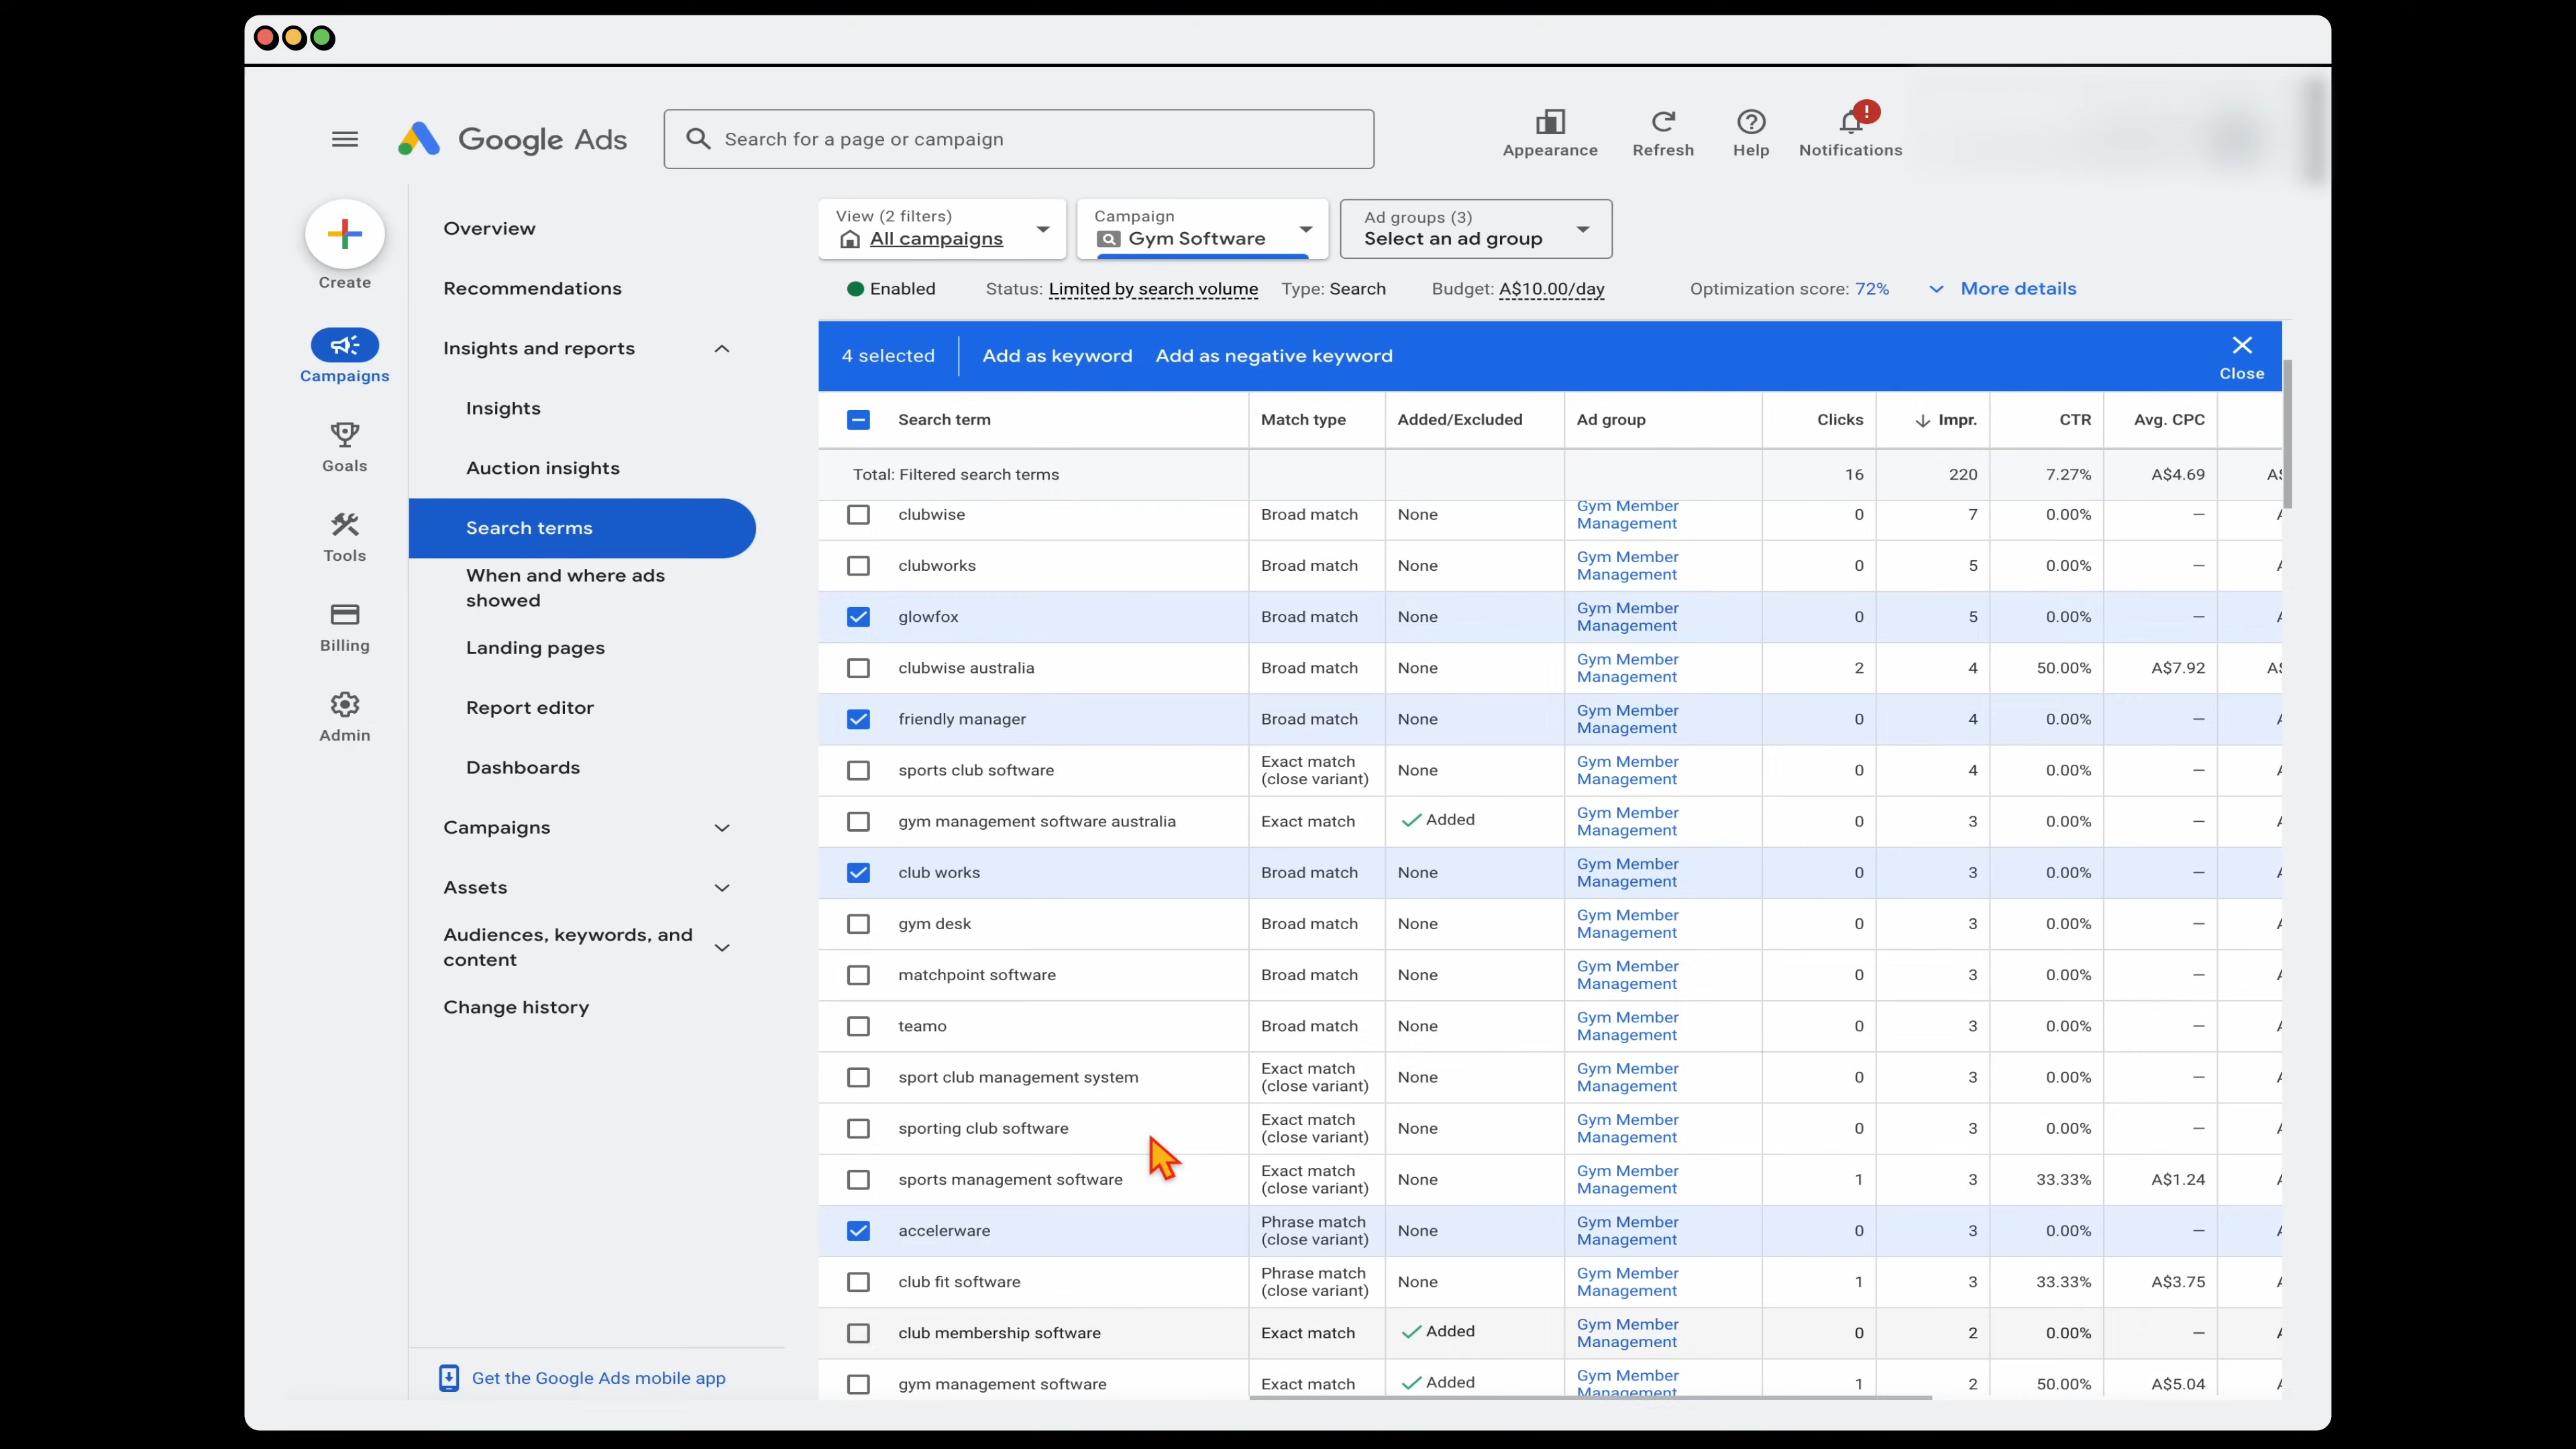 Google Ads
Search for a page or campaign
Appearance
Refresh
Help
!
Notifications
Create
Campaigns
Goals
Tools
Billing
Admin
Overview
Recommendations
Insights and reports
Insights
Auction insights
Search terms
When and where ads
showed
Landing pages
Report editor
Dashboards
Campaigns
Assets
Audiences, keywords, and
content
Change history
Get the Google Ads mobile app
View (2 filters)
All campaigns
Campaign
Gym Software
Ad groups (3)
Select an ad group
Enabled Status: Limited by search volume Type: Search Budget: A$10.00/day Optimization score: 72% More details
4 selected Add as keyword Add as negative keyword Close
Search term Match type Added/Excluded Ad group Clicks Impr. CTR Avg. CPC
Total: Filtered search terms 16 220 7.27% A$4.69
clubwise Broad match None Gym Member Management 0 7 0.00% —
clubworks Broad match None Gym Member Management 0 5 0.00% —
glowfox Broad match None Gym Member Management 0 5 0.00% —
clubwise australia Broad match None Gym Member Management 2 4 50.00% A$7.92
friendly manager Broad match None Gym Member Management 0 4 0.00% —
sports club software Exact match (close variant) None Gym Member Management 0 4 0.00% —
gym management software australia Exact match Added Gym Member Management 0 3 0.00% —
club works Broad match None Gym Member Management 0 3 0.00% —
gym desk Broad match None Gym Member Management 0 3 0.00% —
matchpoint software Broad match None Gym Member Management 0 3 0.00% —
teamo Broad match None Gym Member Management 0 3 0.00% —
sport club management system Exact match (close variant) None Gym Member Management 0 3 0.00% —
sporting club software Exact match (close variant) None Gym Member Management 0 3 0.00% —
sports management software Exact match (close variant) None Gym Member Management 1 3 33.33% A$1.24
accelerware Phrase match (close variant) None Gym Member Management 0 3 0.00% —
club fit software Phrase match (close variant) None Gym Member Management 1 3 33.33% A$3.75
club membership software Exact match Added Gym Member Management 0 2 0.00% —
gym management software Exact match Added Gym Member Management 1 2 50.00% A$5.04